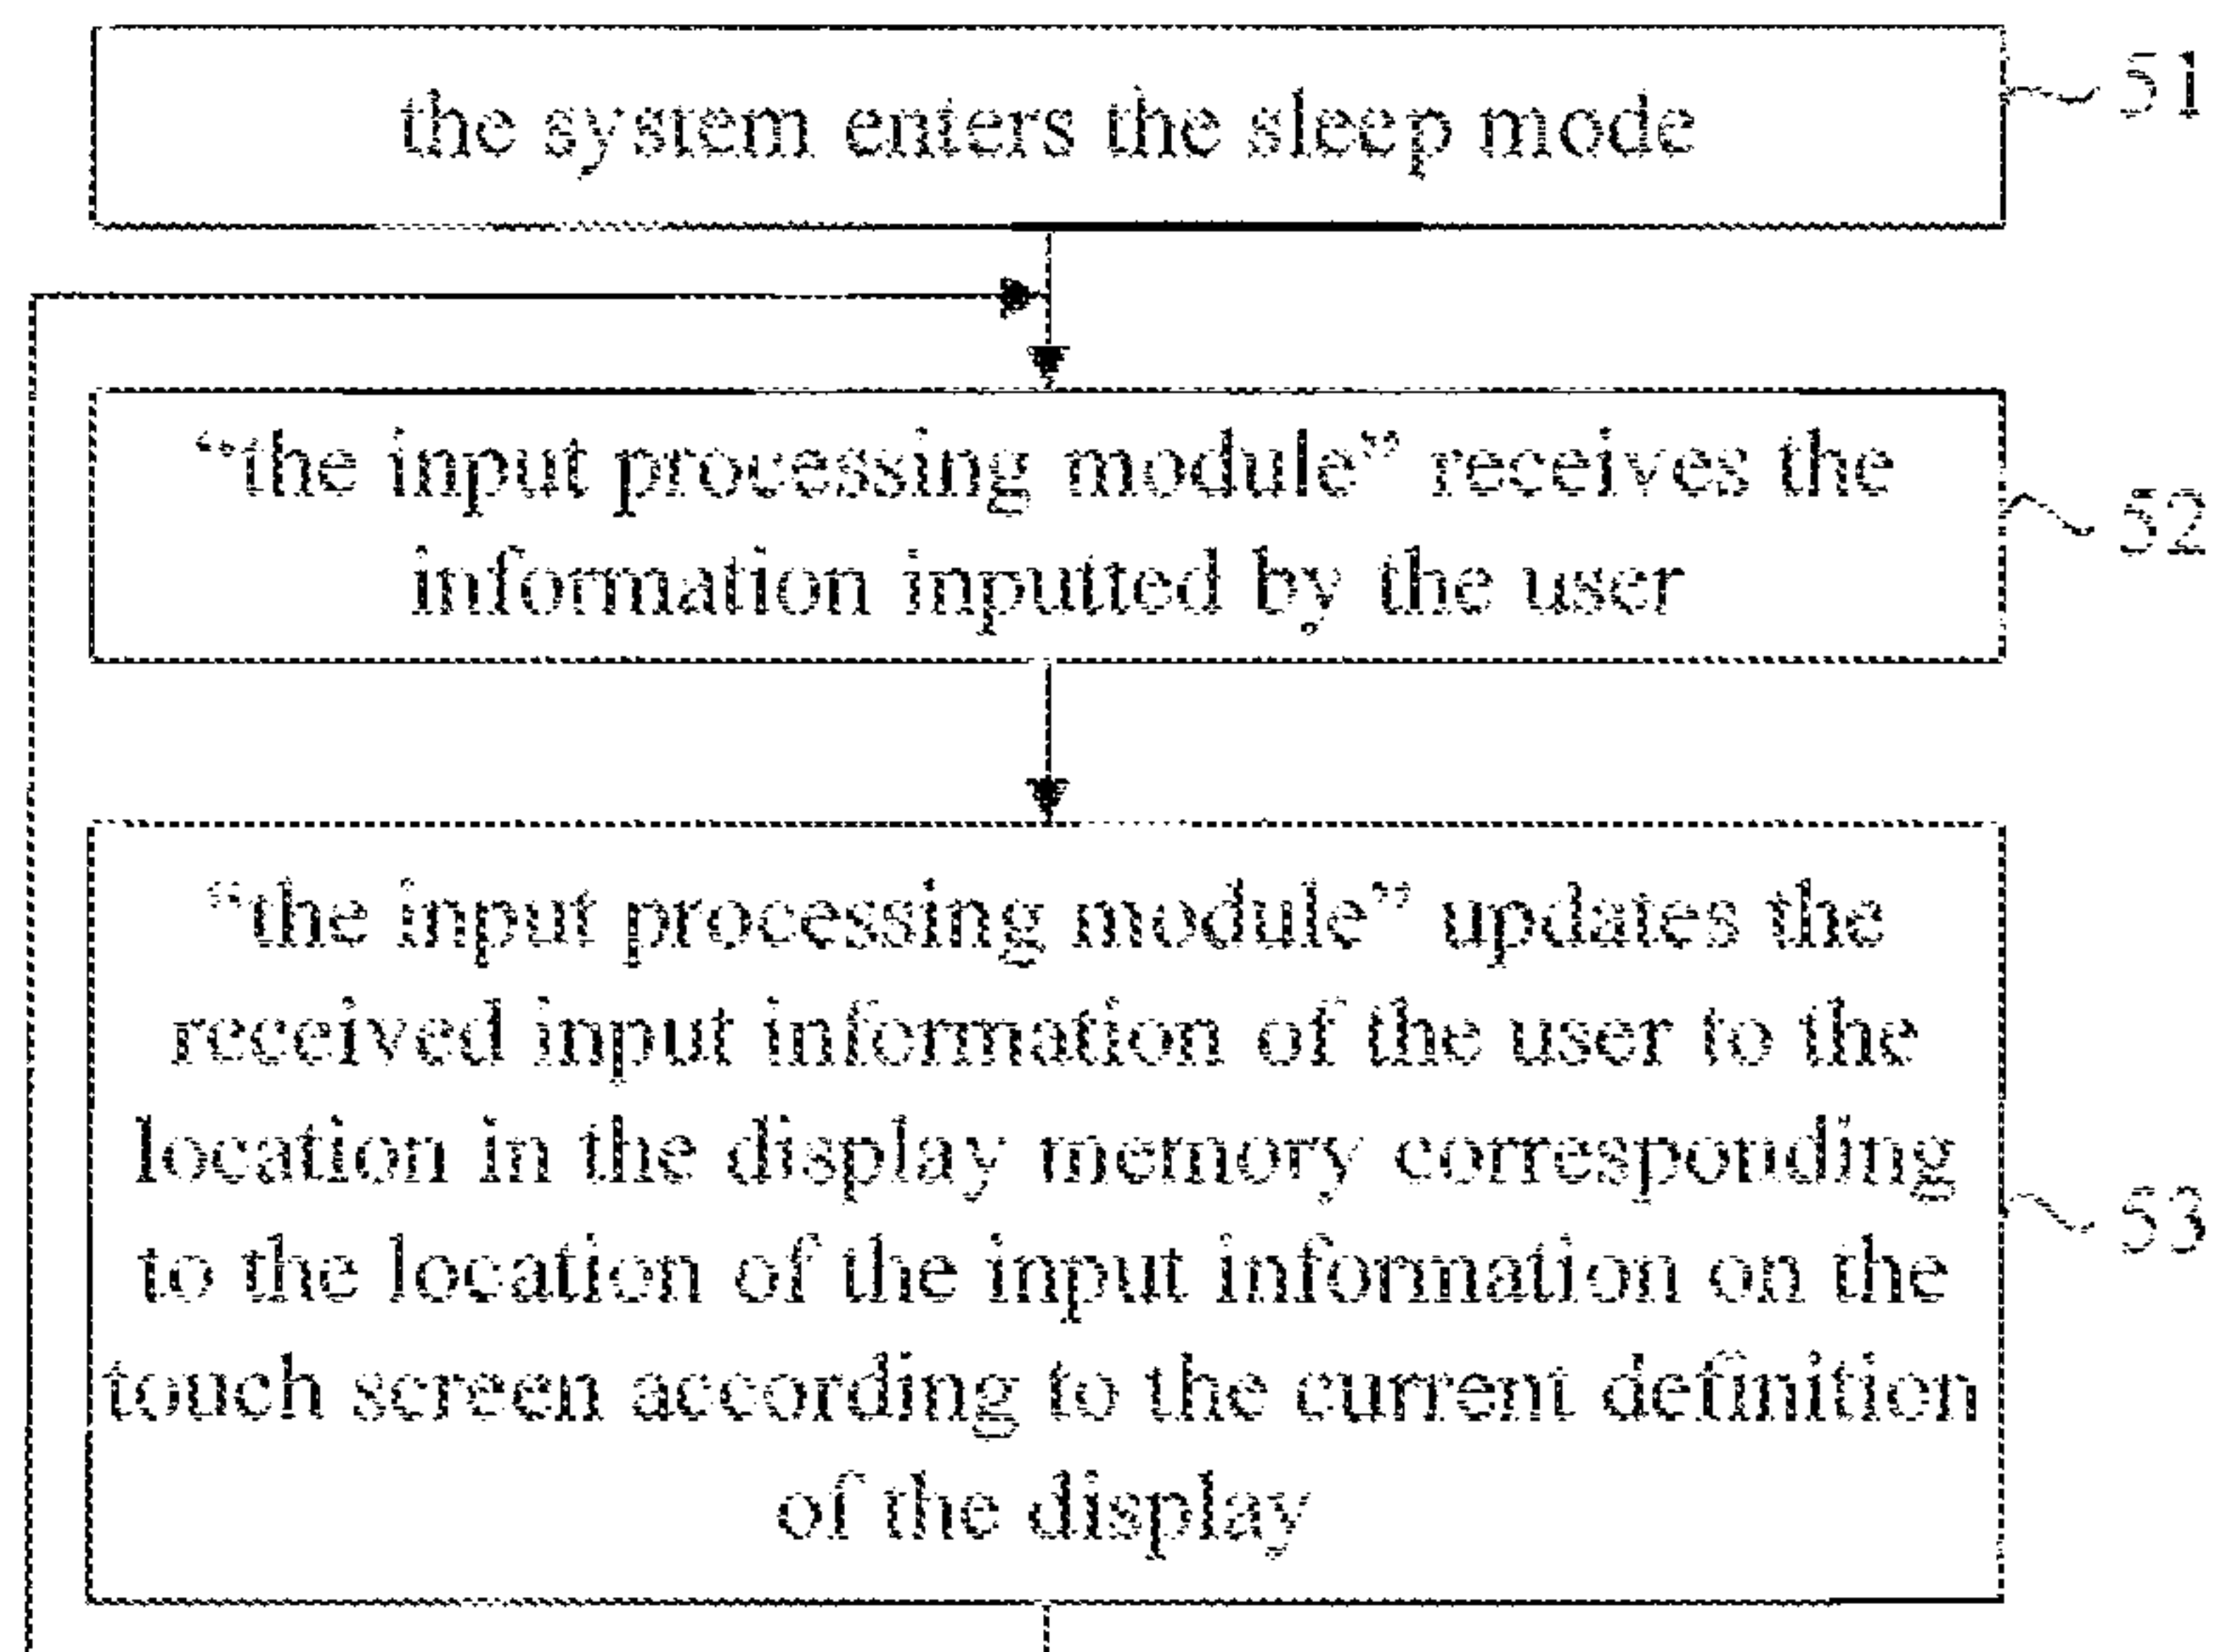 the system enters the sleep mode
51
“the input processing module” receives the
information inputted by the user
52
“the input processing module” updates the
received input information of the user to the
location in the display memory corresponding
to the location of the input information on the
touch screen according to the current definition
of the display
53